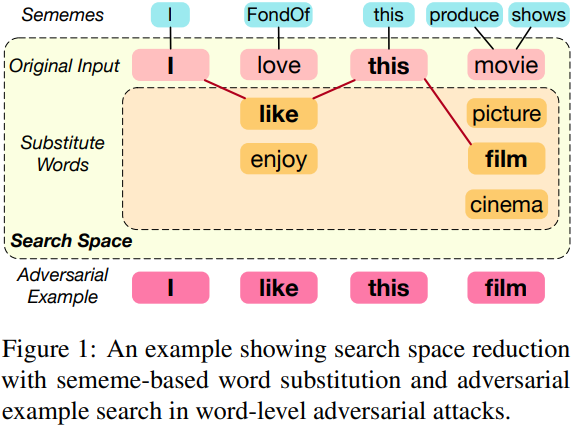 Sememes I FondOf this produce shows
Original Input I love this movie
like picture
Substitute Words enjoy film
cinema
Search Space
Adversarial Example I like this film
Figure 1: An example showing search space reduction
with sememe-based word substitution and adversarial
example search in word-level adversarial attacks.